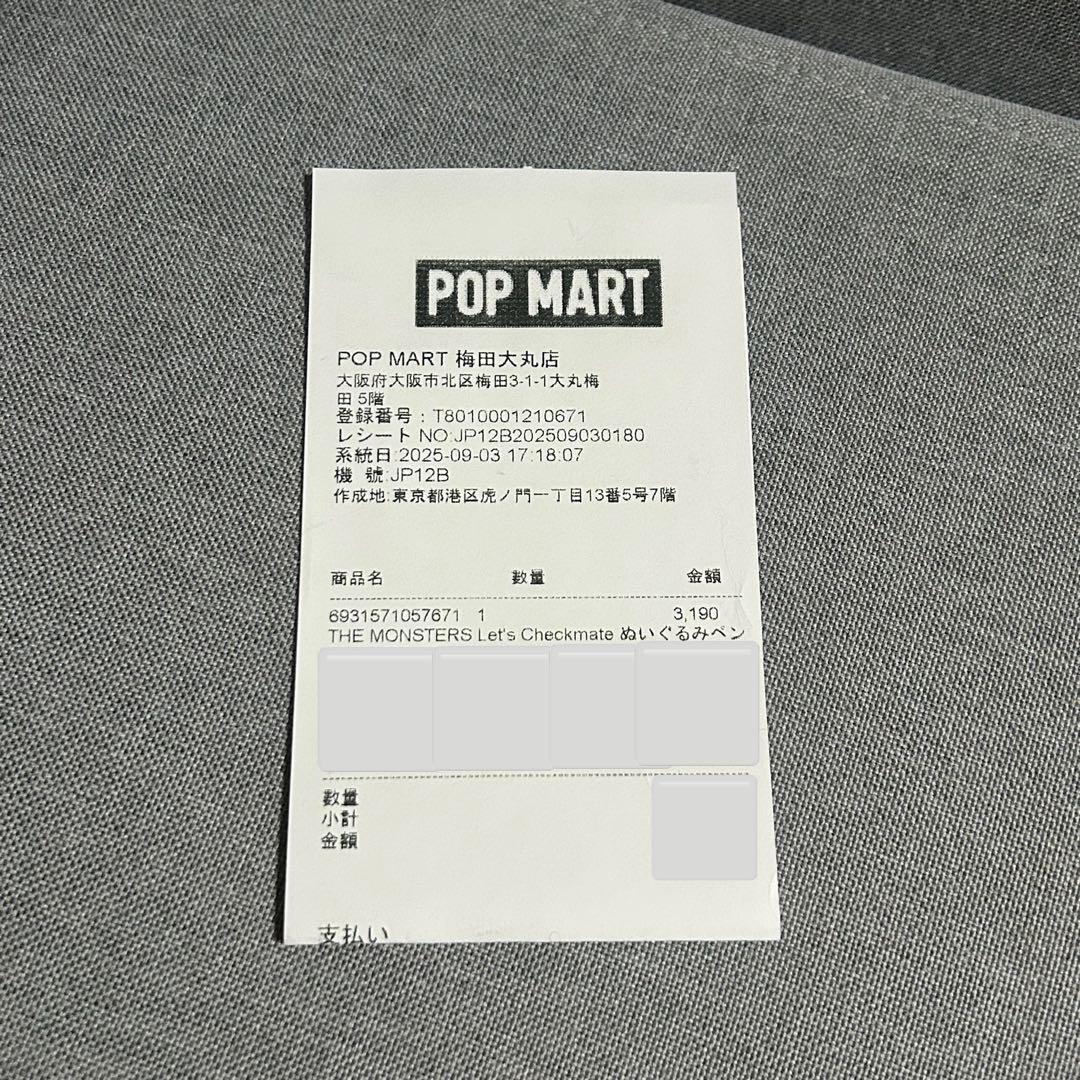 POP MART
POP MART 梅田大丸店
大阪府大阪市北区梅田3-1-1大丸梅
田 5階
登録番号：T8010001210671
レシート NO:JP12B202509030180
系統日:2025-09-03 17:18:07
機 號:JP12B
作成地:東京都港区虎ノ門一丁目13番5号7階
商品名 數量 金額
6931571057671 1 3,190
THE MONSTERS Let's Checkmate ぬいぐるみペン
數量
小計
金額
支払い